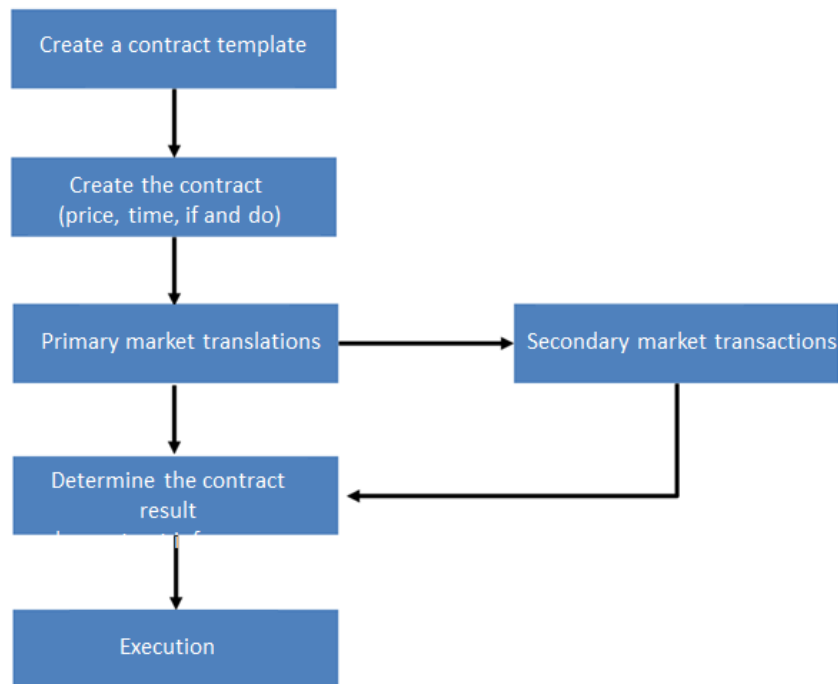 Create a contract template
Create the contract
(price, time, if and do)
Primary market translations
Secondary market transactions
Determine the contract
result
Execution